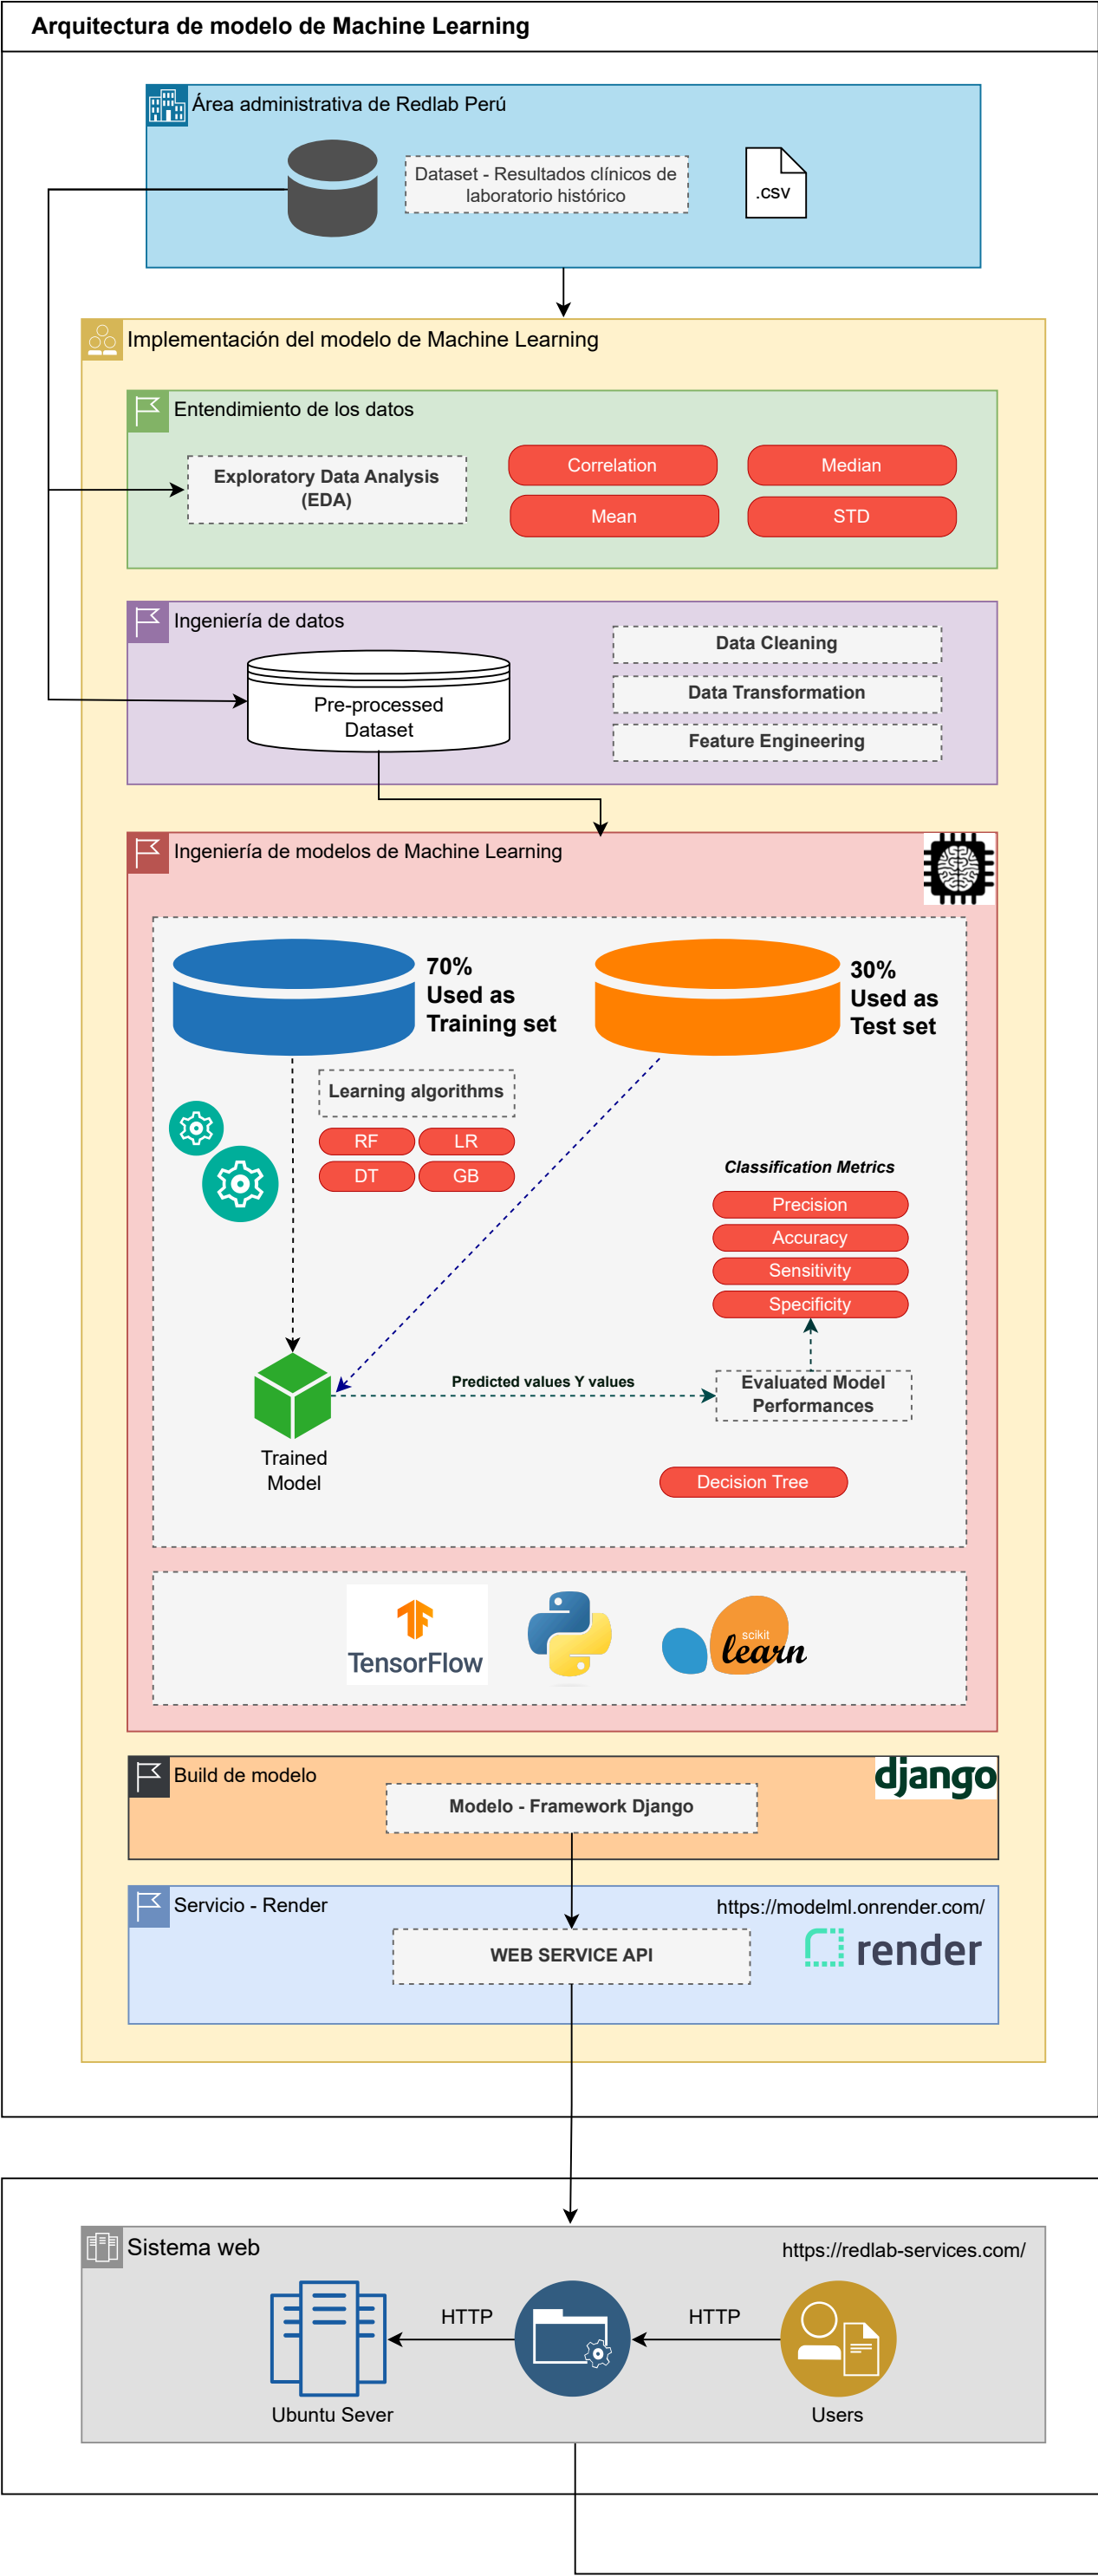 Arquitectura de modelo de Machine Learning
Área administrativa de Redlab Perú
Dataset - Resultados clínicos de
laboratorio histórico
.csv
Implementación del modelo de Machine Learning
Entendimiento de los datos
Exploratory Data Analysis
(EDA)
Correlation
Median
Mean
STD
Ingeniería de datos
Pre-processed
Dataset
Data Cleaning
Data Transformation
Feature Engineering
Ingeniería de modelos de Machine Learning
70%
Used as
Training set
30%
Used as
Test set
Learning algorithms
RF
LR
DT
GB
Classification Metrics
Precision
Accuracy
Sensitivity
Specificity
Predicted values Y values
Evaluated Model
Performances
Trained
Model
Decision Tree
TensorFlow
scikit
learn
Build de modelo
django
Modelo - Framework Django
Servicio - Render
https://modelml.onrender.com/
WEB SERVICE API
render
Sistema web
https://redlab-services.com/
HTTP
HTTP
Ubuntu Sever
Users